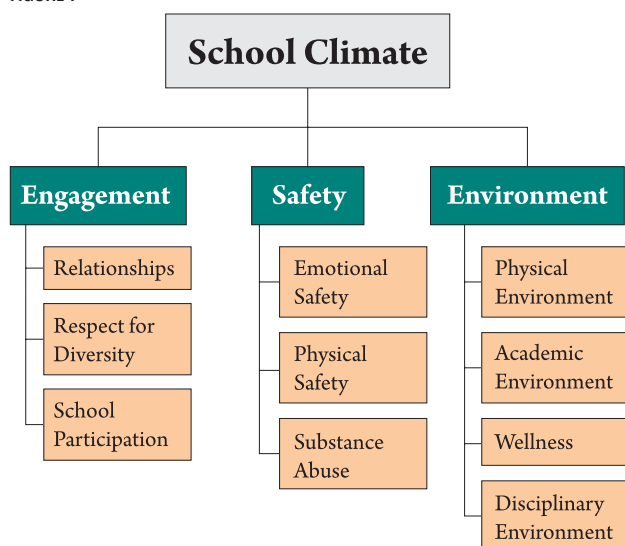 School Climate
Engagement
Safety
Environment
Relationships
Respect for
Diversity
School
Participation
Emotional
Safety
Physical
Safety
Substance
Abuse
Physical
Environment
Academic
Environment
Wellness
Disciplinary
Environment